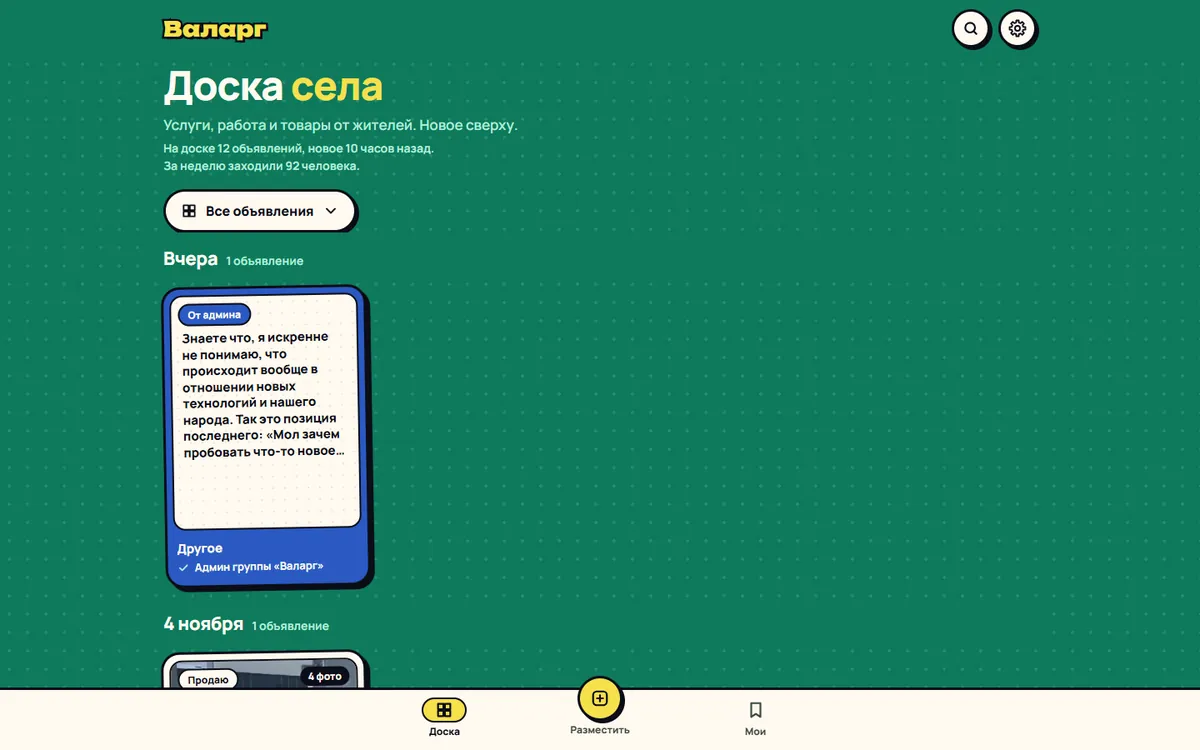 Валарг
Доска села
Услуги, работа и товары от жителей. Новое сверху.
На доске 12 объявлений, новое 10 часов назад.
За неделю заходили 92 человека.
Все объявления
Вчера 1 объявление
От админа
Знаете что, я искренне
не понимаю, что
происходит вообще в
отношении новых
технологий и нашего
народа. Так это позиция
последнего: «Мол зачем
пробовать что-то новое…
Другое
Админ группы «Валарг»
4 ноября 1 объявление
Продаю
4 фото
Доска
Разместить
Мои